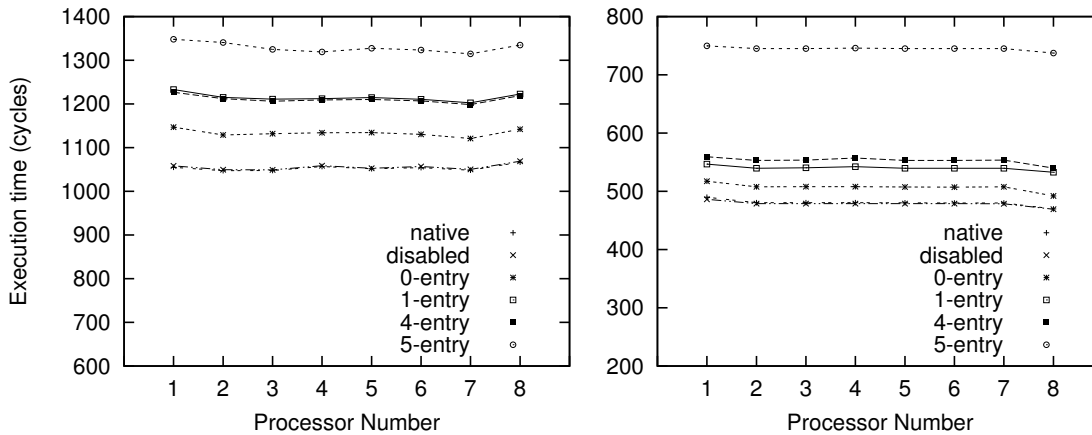 1400
1300
1200
1100
1000
900
800
700
600
Execution time (cycles)
native
disabled
0-entry
1-entry
4-entry
5-entry
1 2 3 4 5 6 7 8
Processor Number
800
700
600
500
400
300
200
native
disabled
0-entry
1-entry
4-entry
5-entry
1 2 3 4 5 6 7 8
Processor Number